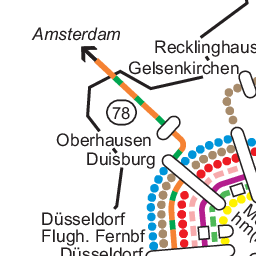 Amsterdam
Recklinghaus
Gelsenkirchen
78
Oberhausen
Duisburg
Düsseldorf
Flugh. Fernbf
Düsseldorf